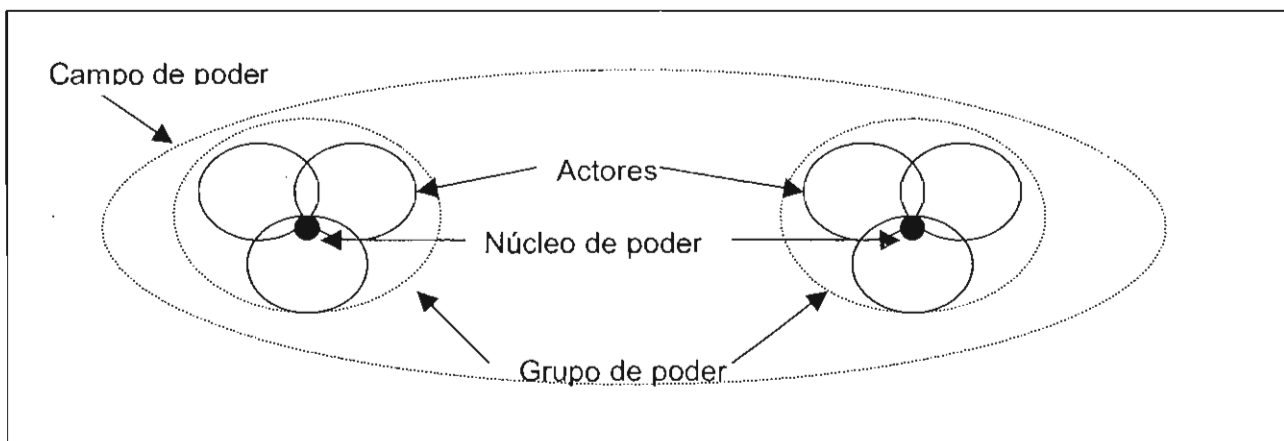 Campo de poder
Actores
Núcleo de poder
Grupo de poder